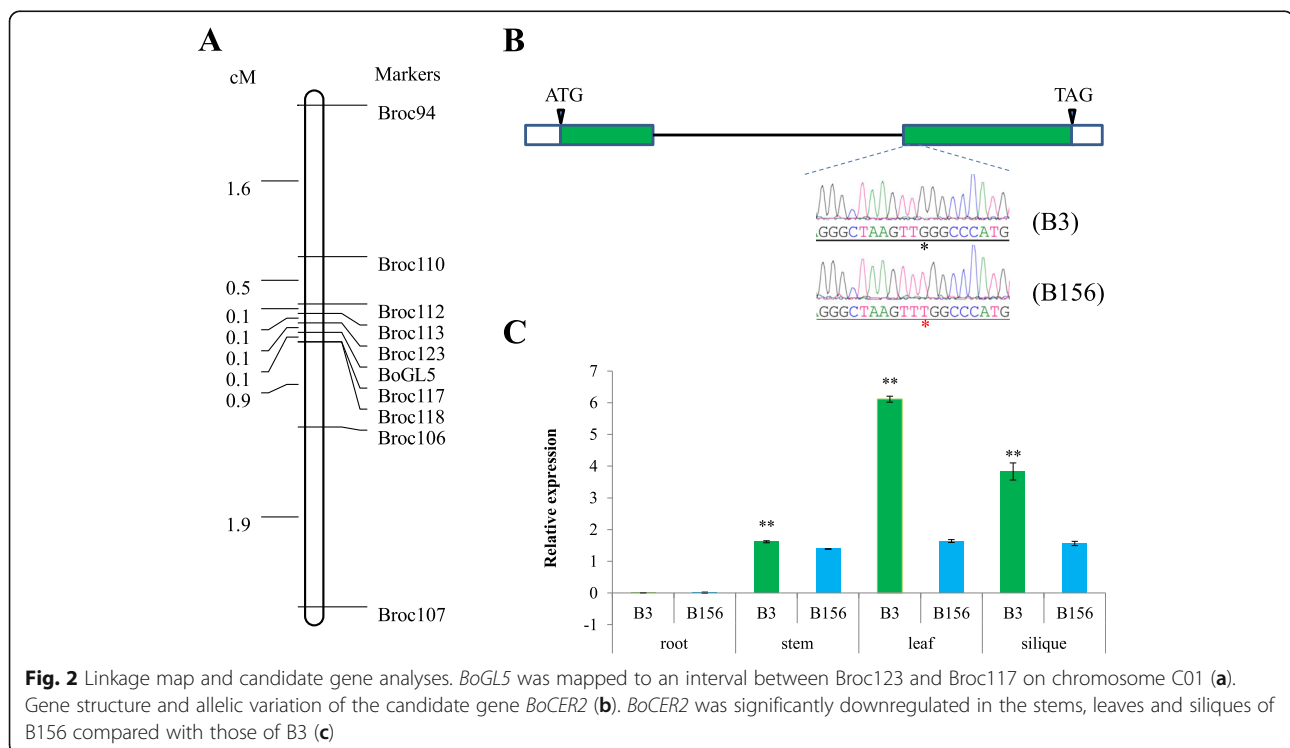 A
cM
Markers
Broc94
1.6
Broc110
0.5
Broc112
0.1
Broc113
0.1
Broc123
0.1
BoGL5
0.1
Broc117
0.9
Broc118
Broc106
1.9
Broc107
B
ATG
TAG
GGGCTAAGTTGGGCCCATG
(B3)
*
GGGCTAAGTTTGGCCCATG
(B156)
*
C
Relative expression
7
6
5
4
3
2
1
0
-1
**
**
**
B3 B156 B3 B156 B3 B156 B3 B156
root stem leaf silique
Fig. 2 Linkage map and candidate gene analyses. BoGL5 was mapped to an interval between Broc123 and Broc117 on chromosome C01 (a).
Gene structure and allelic variation of the candidate gene BoCER2 (b). BoCER2 was significantly downregulated in the stems, leaves and siliques of
B156 compared with those of B3 (c)